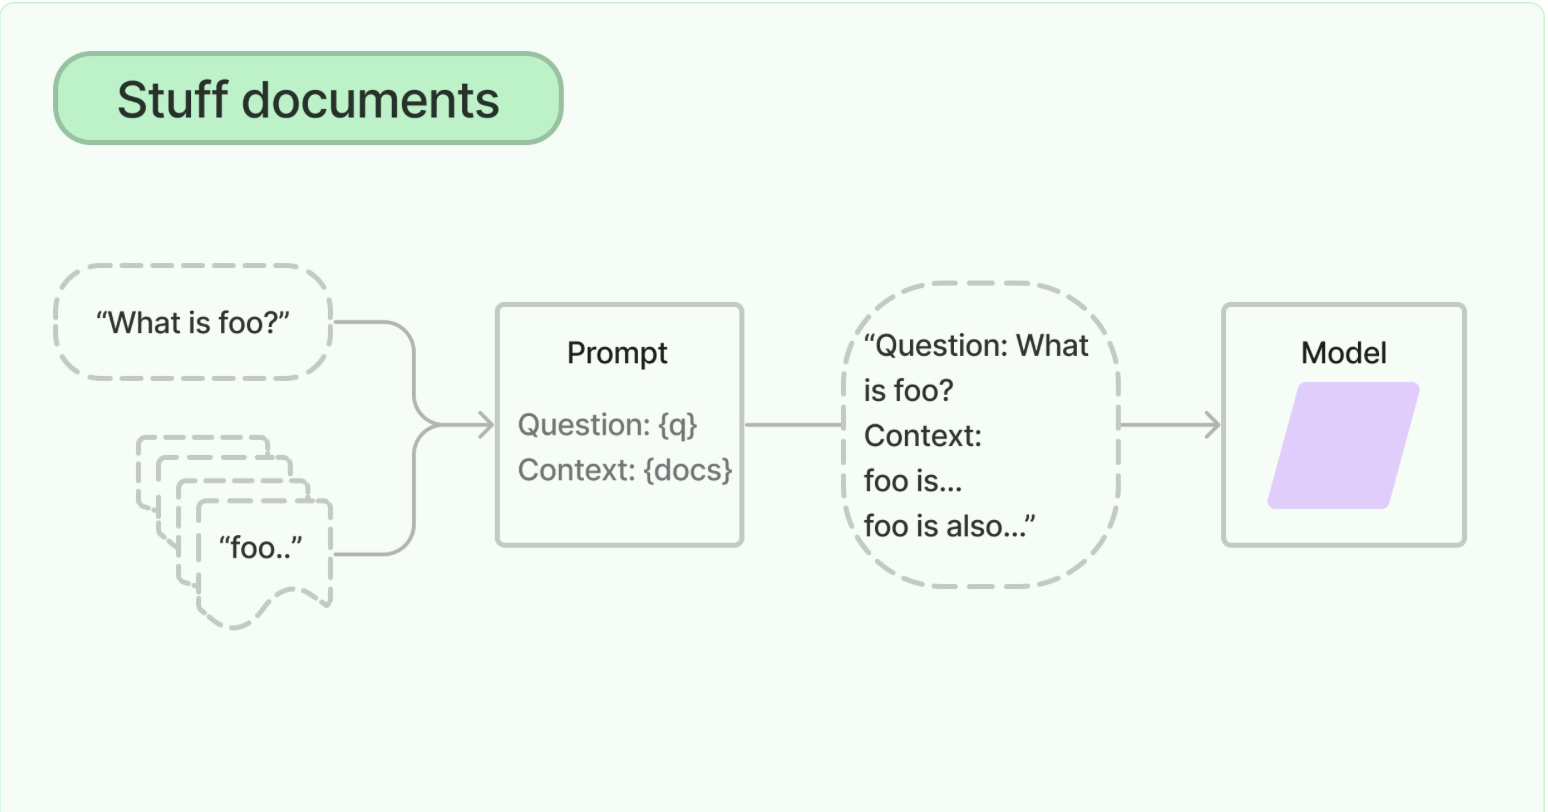 Stuff documents
“What is foo?”
“foo..”
Prompt
Question: {q}
Context: {docs}
“Question: What
is foo?
Context:
foo is...
foo is also...”
Model